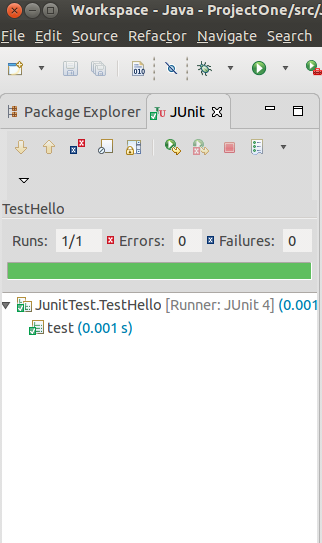 Workspace - Java - ProjectOne/src/.
File Edit Source Refactor Navigate Search
010
Package Explorer JUnit
TestHello
Runs: 1/1 Errors: 0 Failures: 0
JunitTest.TestHello [Runner: JUnit 4] (0.001
test (0.001 s)